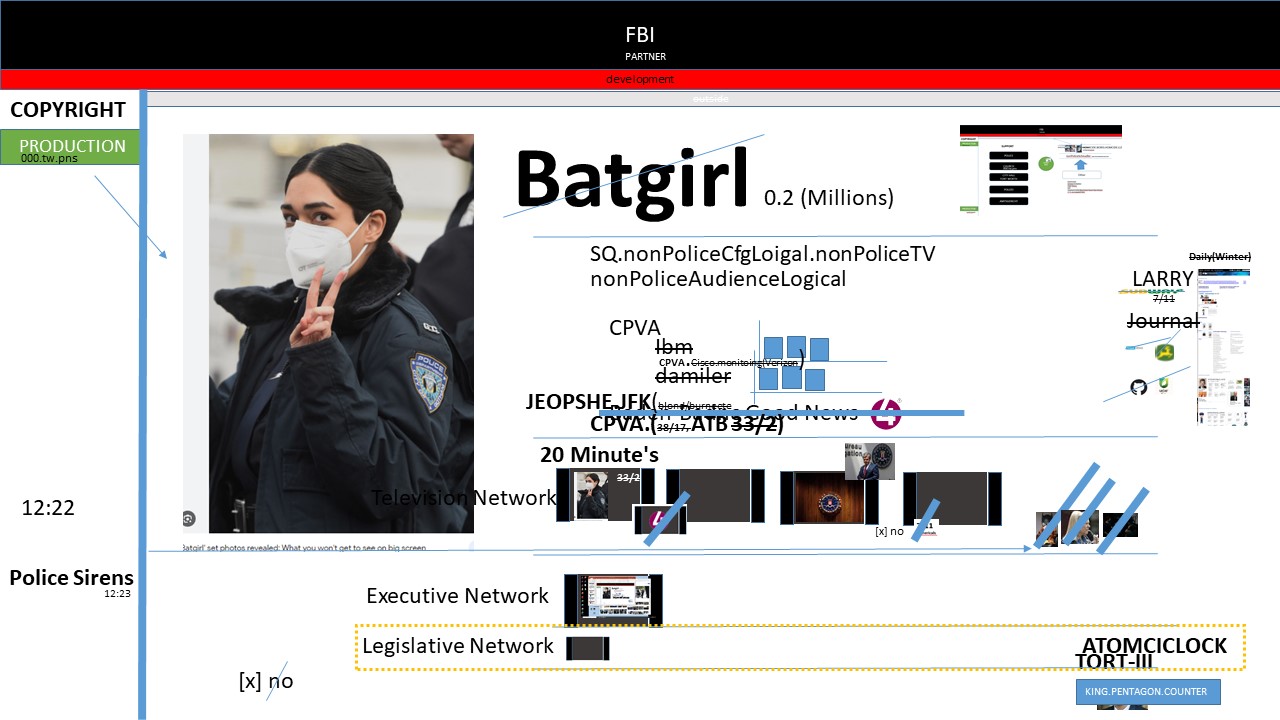 FBI
PARTNER
development
outside
COPYRIGHT
PRODUCTION
000.tw.pns
Batgirl 0.2 (Millions)
SQ.nonPoliceCfgLoigal.nonPoliceTV
nonPoliceAudienceLogical
Daily(Winter)
LARRY
7/11
Journal
CPVA
Ibm
CPVA.Cisco.monitoing(Verizon)
damiler
JEOPSHE.JFK(
blond/burnette
Good News
CPVA.(38/17, ATB 33/2)
20 Minute's
POLICE
33/2
Television Network
[x] no
12:22
Batgirl' set photos revealed: What you won't get to see on big screen
Police Sirens
12:23
Executive Network
Legislative Network
ATOMCICLOCK
TORT-III
[x] no
KING.PENTAGON.COUNTER